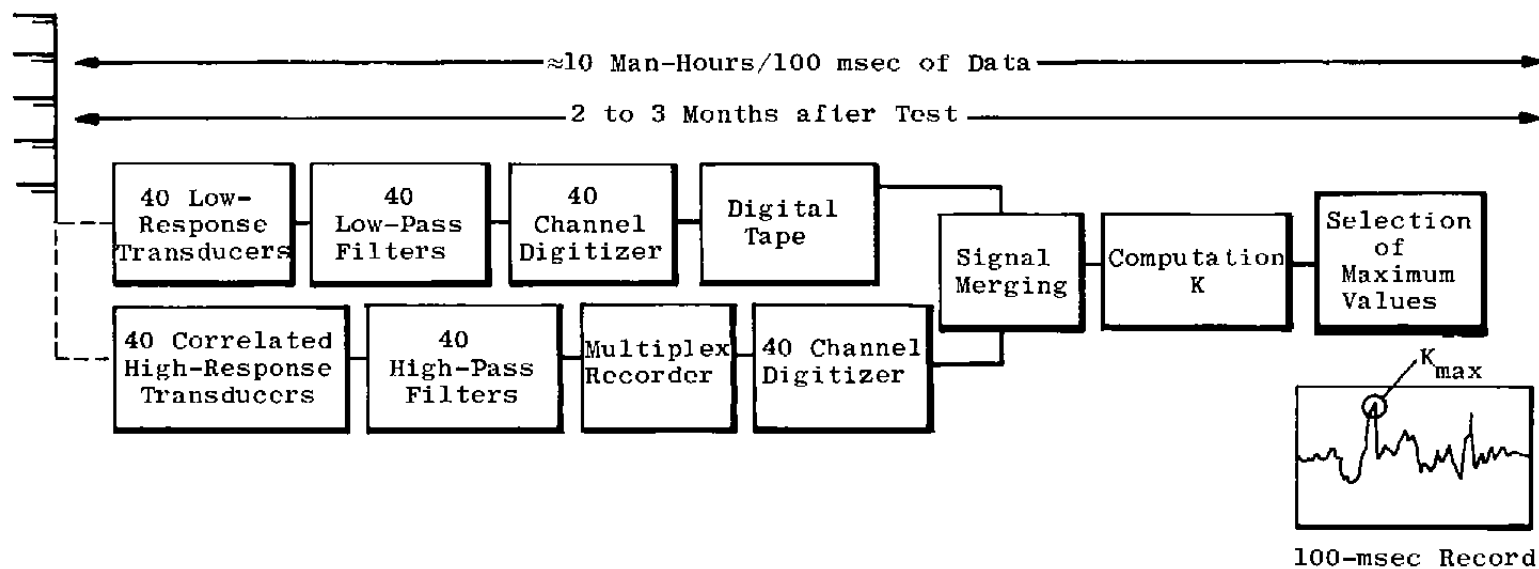 ≈10 Man-Hours/100 msec of Data
2 to 3 Months after Test
40 Low-
Response
Transducers
40
Low-Pass
Filters
40
Channel
Digitizer
Digital
Tape
40 Correlated
High-Response
Transducers
40
High-Pass
Filters
Multiplex
Recorder
40 Channel
Digitizer
Signal
Merging
Computation
K
Selection
of
Maximum
Values
Kmax
100-msec Record